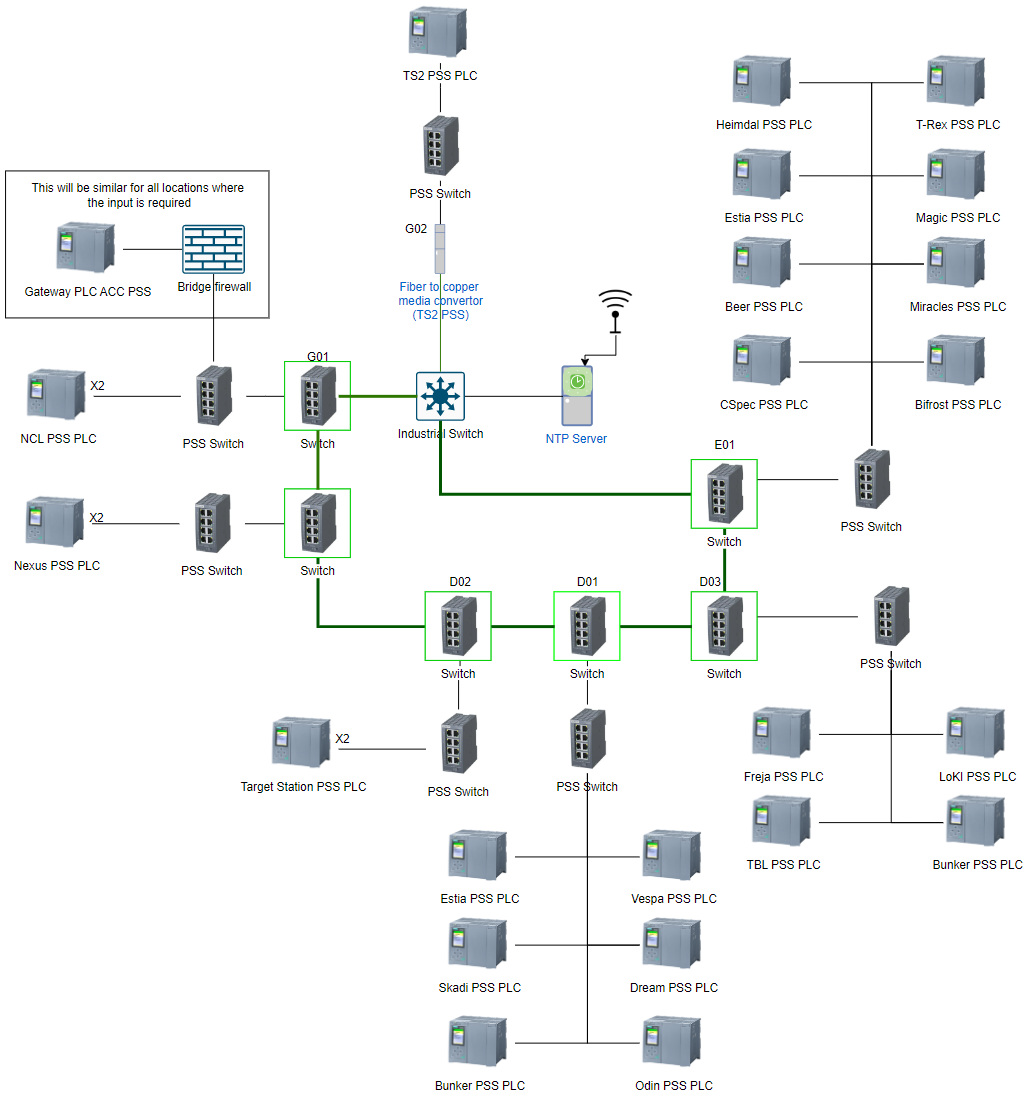 TS2 PSS PLC
PSS Switch
G02
Fiber to copper
media convertor
(TS2 PSS)
This will be similar for all locations where
the input is required
Gateway PLC ACC PSS
Bridge firewall
Heimdal PSS PLC
T-Rex PSS PLC
Estia PSS PLC
Magic PSS PLC
Beer PSS PLC
Miracles PSS PLC
CSpec PSS PLC
Bifrost PSS PLC
G01
X2
NCL PSS PLC
PSS Switch
Switch
Industrial Switch
NTP Server
E01
Switch
PSS Switch
X2
Nexus PSS PLC
PSS Switch
Switch
D02
D01
D03
Switch
Switch
Switch
PSS Switch
X2
Target Station PSS PLC
PSS Switch
PSS Switch
Freja PSS PLC
LoKI PSS PLC
TBL PSS PLC
Bunker PSS PLC
Estia PSS PLC
Vespa PSS PLC
Skadi PSS PLC
Dream PSS PLC
Bunker PSS PLC
Odin PSS PLC